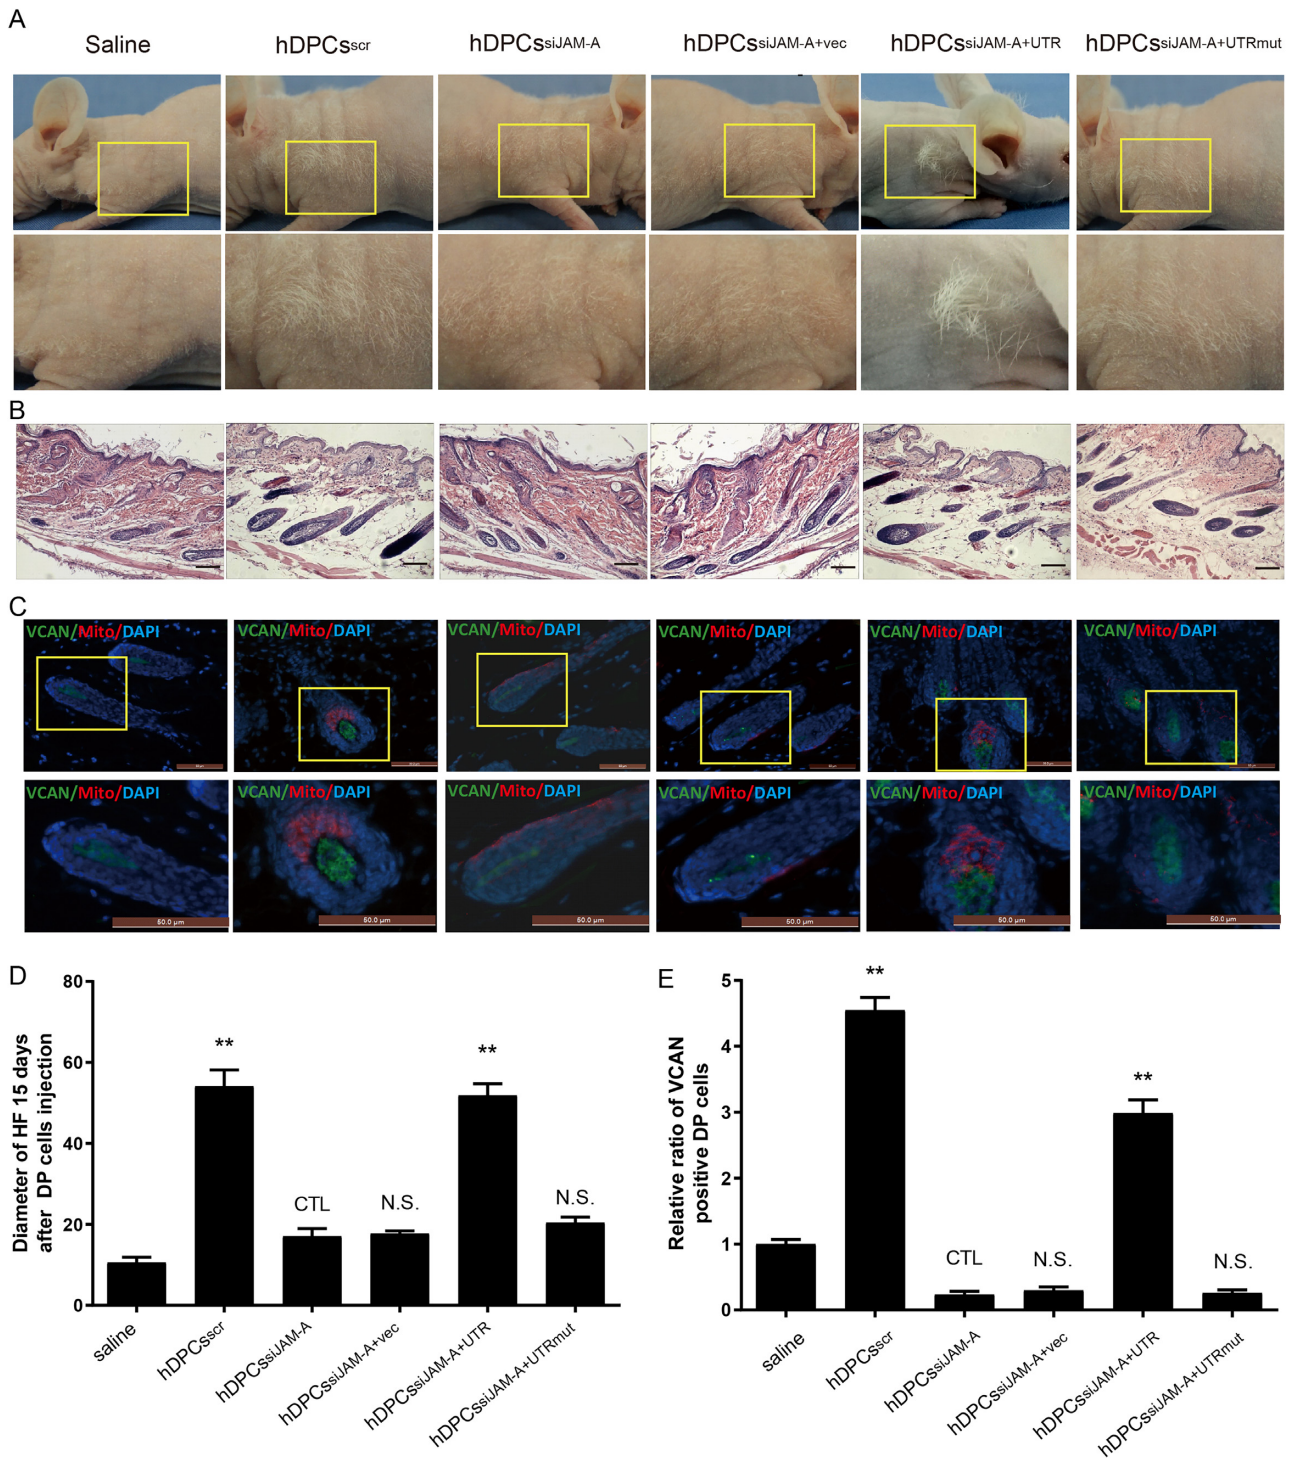 A
Saline hDPCsscr hDPCssiJAM-A hDPCssiJAM-A+vec hDPCssiJAM-A+UTR hDPCssiJAM-A+UTRmut
B
C
VCAN/Mito/DAPI VCAN/Mito/DAPI VCAN/Mito/DAPI VCAN/Mito/DAPI VCAN/Mito/DAPI VCAN/Mito/DAPI
VCAN/Mito/DAPI VCAN/Mito/DAPI VCAN/Mito/DAPI VCAN/Mito/DAPI VCAN/Mito/DAPI VCAN/Mito/DAPI
50.0 µm 50.0 µm 50.0 µm 50.0 µm 50.0 µm 50.0 µm
D
Diameter of HF 15 days
after DP cells injection
80
60
40
20
0
**
CTL
N.S.
**
N.S.
saline
hDPCsscr
hDPCssiJAM-A
hDPCssiJAM-A+vec
hDPCssiJAM-A+UTR
hDPCssiJAM-A+UTRmut
E
Relative ratio of VCAN
positive DP cells
5
4
3
2
1
0
**
CTL
N.S.
**
N.S.
saline
hDPCsscr
hDPCssiJAM-A
hDPCssiJAM-A+vec
hDPCssiJAM-A+UTR
hDPCssiJAM-A+UTRmut